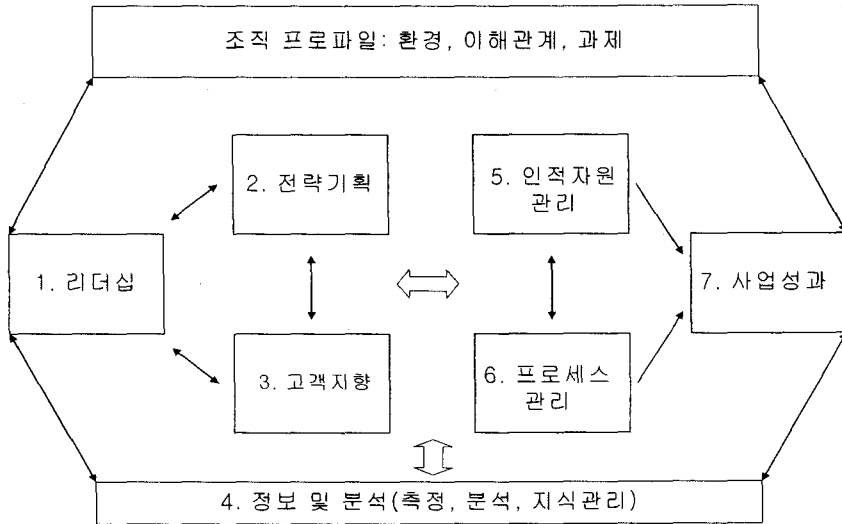 조직 프로파일: 환경, 이해관계, 과제
2. 전략기획
5. 인적자원
관리
1. 리더십
7. 사업성과
3. 고객지향
6. 프로세스
관리
4. 정보 및 분석(측정, 분석, 지식관리)